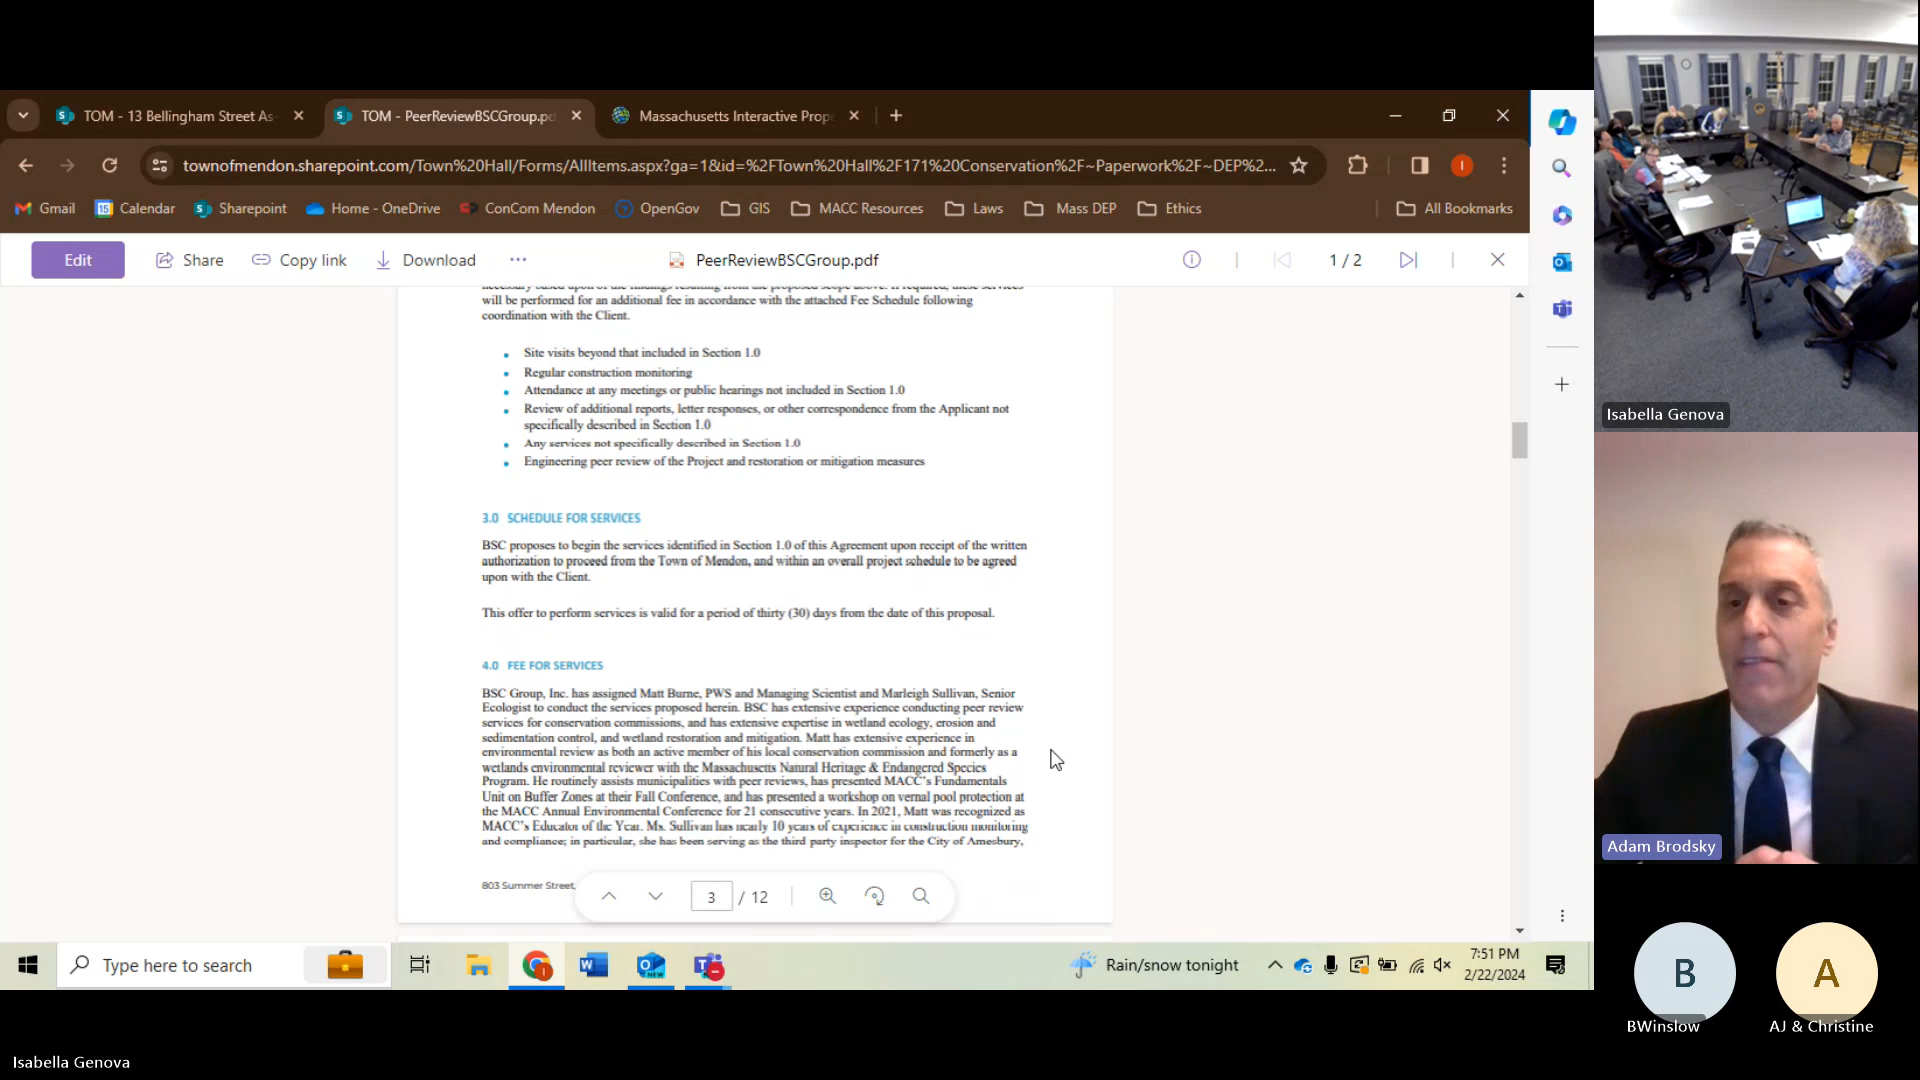 TOM - 13 Bellingham Street As
TOM - PeerReviewBSCGroup.pd
Massachusetts Interactive Prop
townofmendon.sharepoint.com/Town%20Hall/Forms/AllItems.aspx?ga=1&id=%2FTown%20Hall%2F171%20Conservation%2F~Paperwork%2F~DEP%2...
I
Gmail
Calendar
Sharepoint
Home - OneDrive
ConCom Mendon
OpenGov
GIS
MACC Resources
Laws
Mass DEP
Ethics
All Bookmarks
Edit
Share
Copy link
Download
PeerReviewBSCGroup.pdf
1 / 2
necessary based upon of the findings resulting from the proposed scope above. If required, these services
will be performed for an additional fee in accordance with the attached Fee Schedule following
coordination with the Client.
• Site visits beyond that included in Section 1.0
• Regular construction monitoring
• Attendance at any meetings or public hearings not included in Section 1.0
• Review of additional reports, letter responses, or other correspondence from the Applicant not
specifically described in Section 1.0
• Any services not specifically described in Section 1.0
• Engineering peer review of the Project and restoration or mitigation measures
3.0 SCHEDULE FOR SERVICES
BSC proposes to begin the services identified in Section 1.0 of this Agreement upon receipt of the written
authorization to proceed from the Town of Mendon, and within an overall project schedule to be agreed
upon with the Client.
This offer to perform services is valid for a period of thirty (30) days from the date of this proposal.
4.0 FEE FOR SERVICES
BSC Group, Inc. has assigned Matt Burne, PWS and Managing Scientist and Marleigh Sullivan, Senior
Ecologist to conduct the services proposed herein. BSC has extensive experience conducting peer review
services for conservation commissions, and has extensive expertise in wetland ecology, erosion and
sedimentation control, and wetland restoration and mitigation. Matt has extensive experience in
environmental review as both an active member of his local conservation commission and formerly as a
wetlands environmental reviewer with the Massachusetts Natural Heritage & Endangered Species
Program. He routinely assists municipalities with peer reviews, has presented MACC's Fundamentals
Unit on Buffer Zones at their Fall Conference, and has presented a workshop on vernal pool protection at
the MACC Annual Environmental Conference for 21 consecutive years. In 2021, Matt was recognized as
MACC's Educator of the Year. Ms. Sullivan has nearly 10 years of experience in construction monitoring
and compliance; in particular, she has been serving as the third party inspector for the City of Amesbury,
803 Summer Street,
3 / 12
Type here to search
Rain/snow tonight
7:51 PM
2/22/2024
Isabella Genova
Adam Brodsky
B
BWinslow
A
AJ & Christine
Isabella Genova